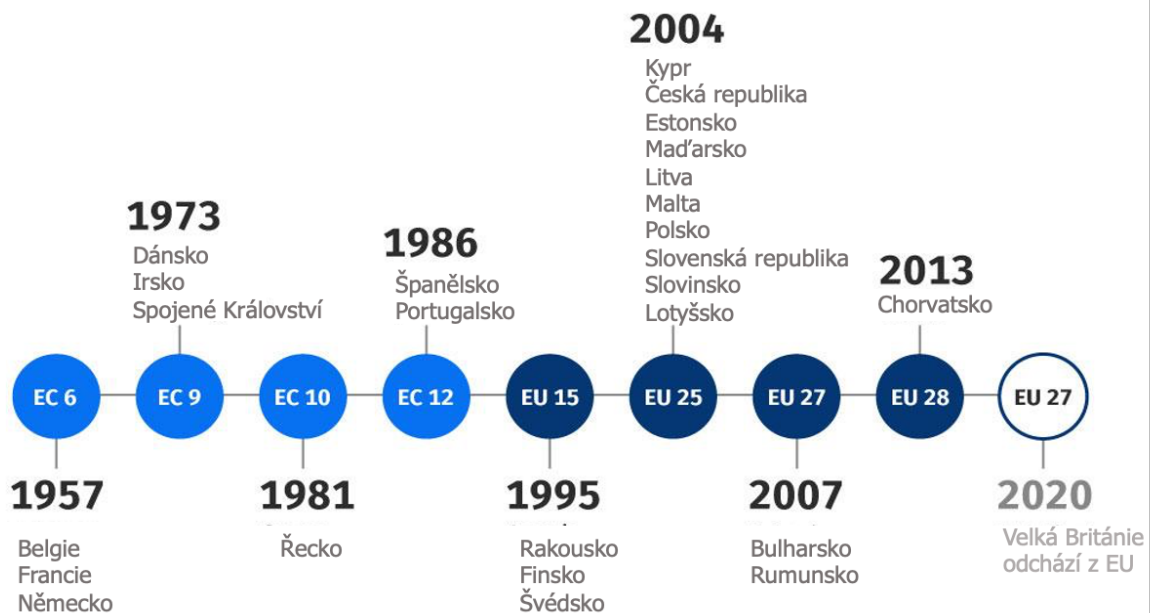 2004
Kypr
Česká republika
Estonsko
Maďarsko
Litva
Malta
Polsko
Slovenská republika
Slovinsko
Lotyšsko
1973
Dánsko
Irsko
Spojené Království
1986
Španělsko
Portugalsko
2013
Chorvatsko
EC 6
EC 9
EC 10
EC 12
EU 15
EU 25
EU 27
EU 28
EU 27
1957
Belgie
Francie
Německo
1981
Řecko
1995
Rakousko
Finsko
Švédsko
2007
Bulharsko
Rumunsko
2020
Velká Británie
odchází z EU